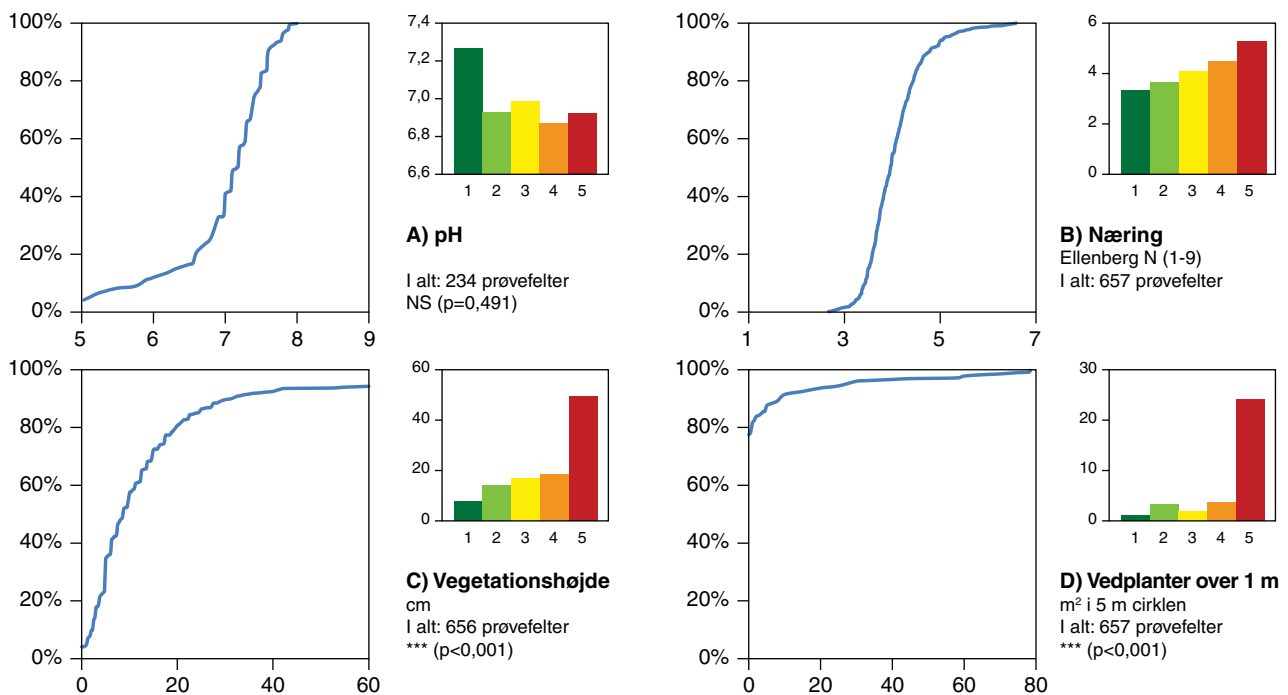 100%
80%
60%
40%
20%
0%
5 6 7 8 9
7,4
7,2
7,0
6,8
6,6
1 2 3 4 5
A) pH
I alt: 234 prøvefelter
NS (p=0,491)
100%
80%
60%
40%
20%
0%
1 3 5 7
6
4
2
0
1 2 3 4 5
B) Næring
Ellenberg N (1-9)
I alt: 657 prøvefelter
100%
80%
60%
40%
20%
0%
0 20 40 60
60
40
20
0
1 2 3 4 5
C) Vegetationshøjde
cm
I alt: 656 prøvefelter
*** (p<0,001)
100%
80%
60%
40%
20%
0%
0 20 40 60 80
30
20
10
0
1 2 3 4 5
D) Vedplanter over 1 m
m² i 5 m cirklen
I alt: 657 prøvefelter
*** (p<0,001)